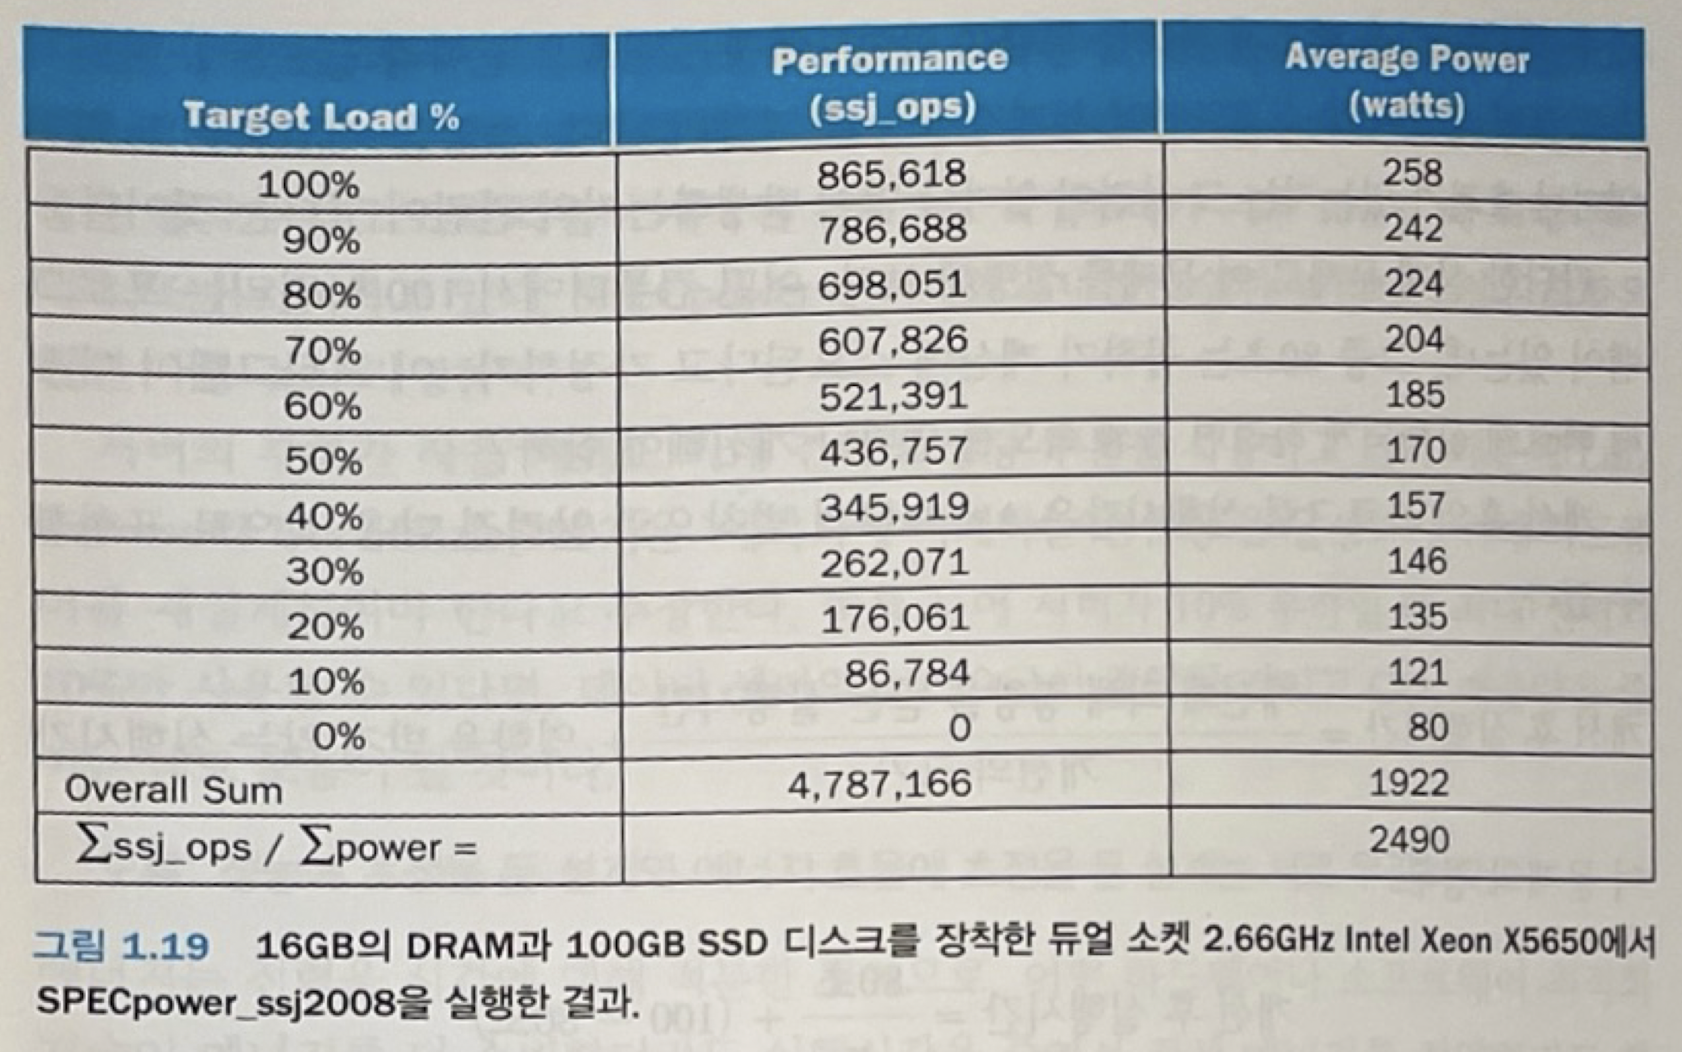 Target Load % Performance (ssj_ops) Average Power (watts)
100% 865,618 258
90% 786,688 242
80% 698,051 224
70% 607,826 204
60% 521,391 185
50% 436,757 170
40% 345,919 157
30% 262,071 146
20% 176,061 135
10% 86,784 121
0% 0 80
Overall Sum 4,787,166 1922
∑ssj_ops / ∑power = 2490
그림 1.19 16GB의 DRAM과 100GB SSD 디스크를 장착한 듀얼 소켓 2.66GHz Intel Xeon X5650에서
SPECpower_ssj2008을 실행한 결과.